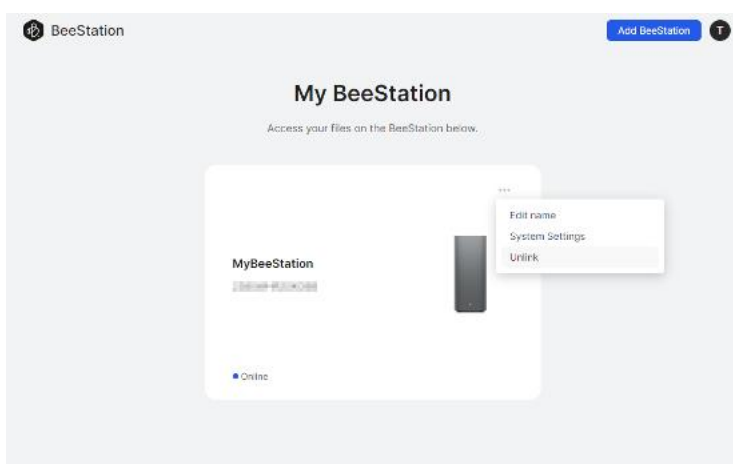 BeeStation
Add BeeStation
T
My BeeStation
Access your files on the BeeStation below.
...
Edit name
System Settings
Unlink
MyBeeStation
Online